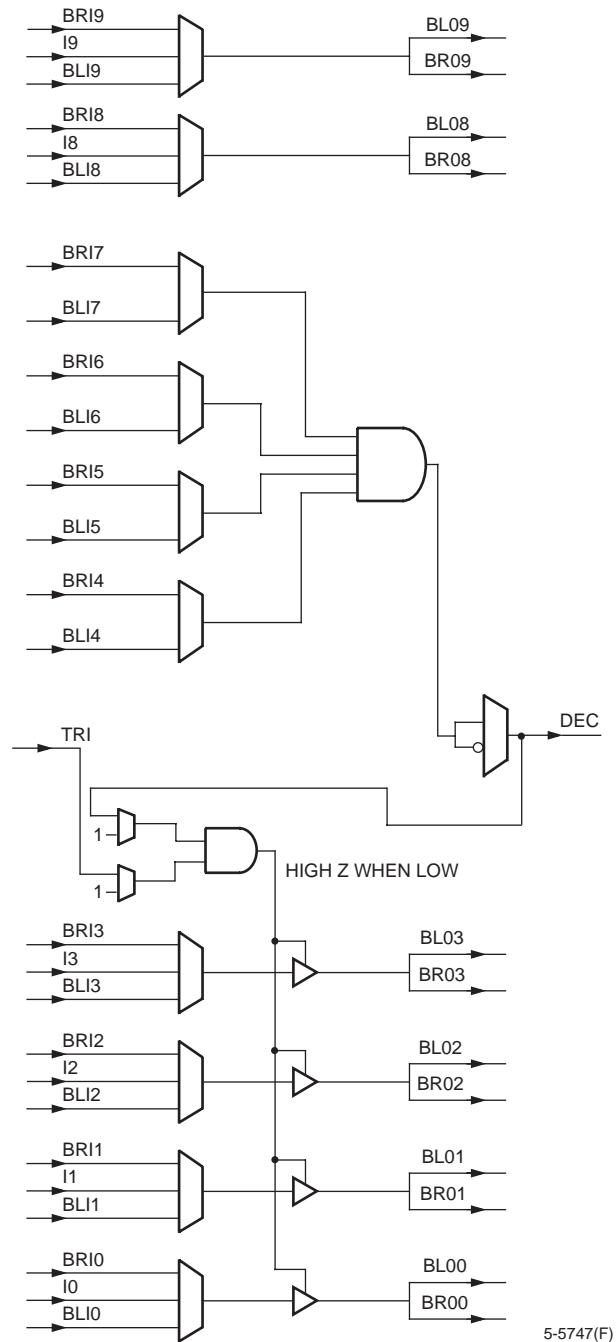 BRI9
I9
BLI9
BL09
BR09
BRI8
I8
BLI8
BL08
BR08
BRI7
BLI7
BRI6
BLI6
BRI5
BLI5
BRI4
BLI4
DEC
TRI
1
1
HIGH Z WHEN LOW
BRI3
I3
BLI3
BL03
BR03
BRI2
I2
BLI2
BL02
BR02
BRI1
I1
BLI1
BL01
BR01
BRI0
I0
BLI0
BL00
BR00
5-5747(F)